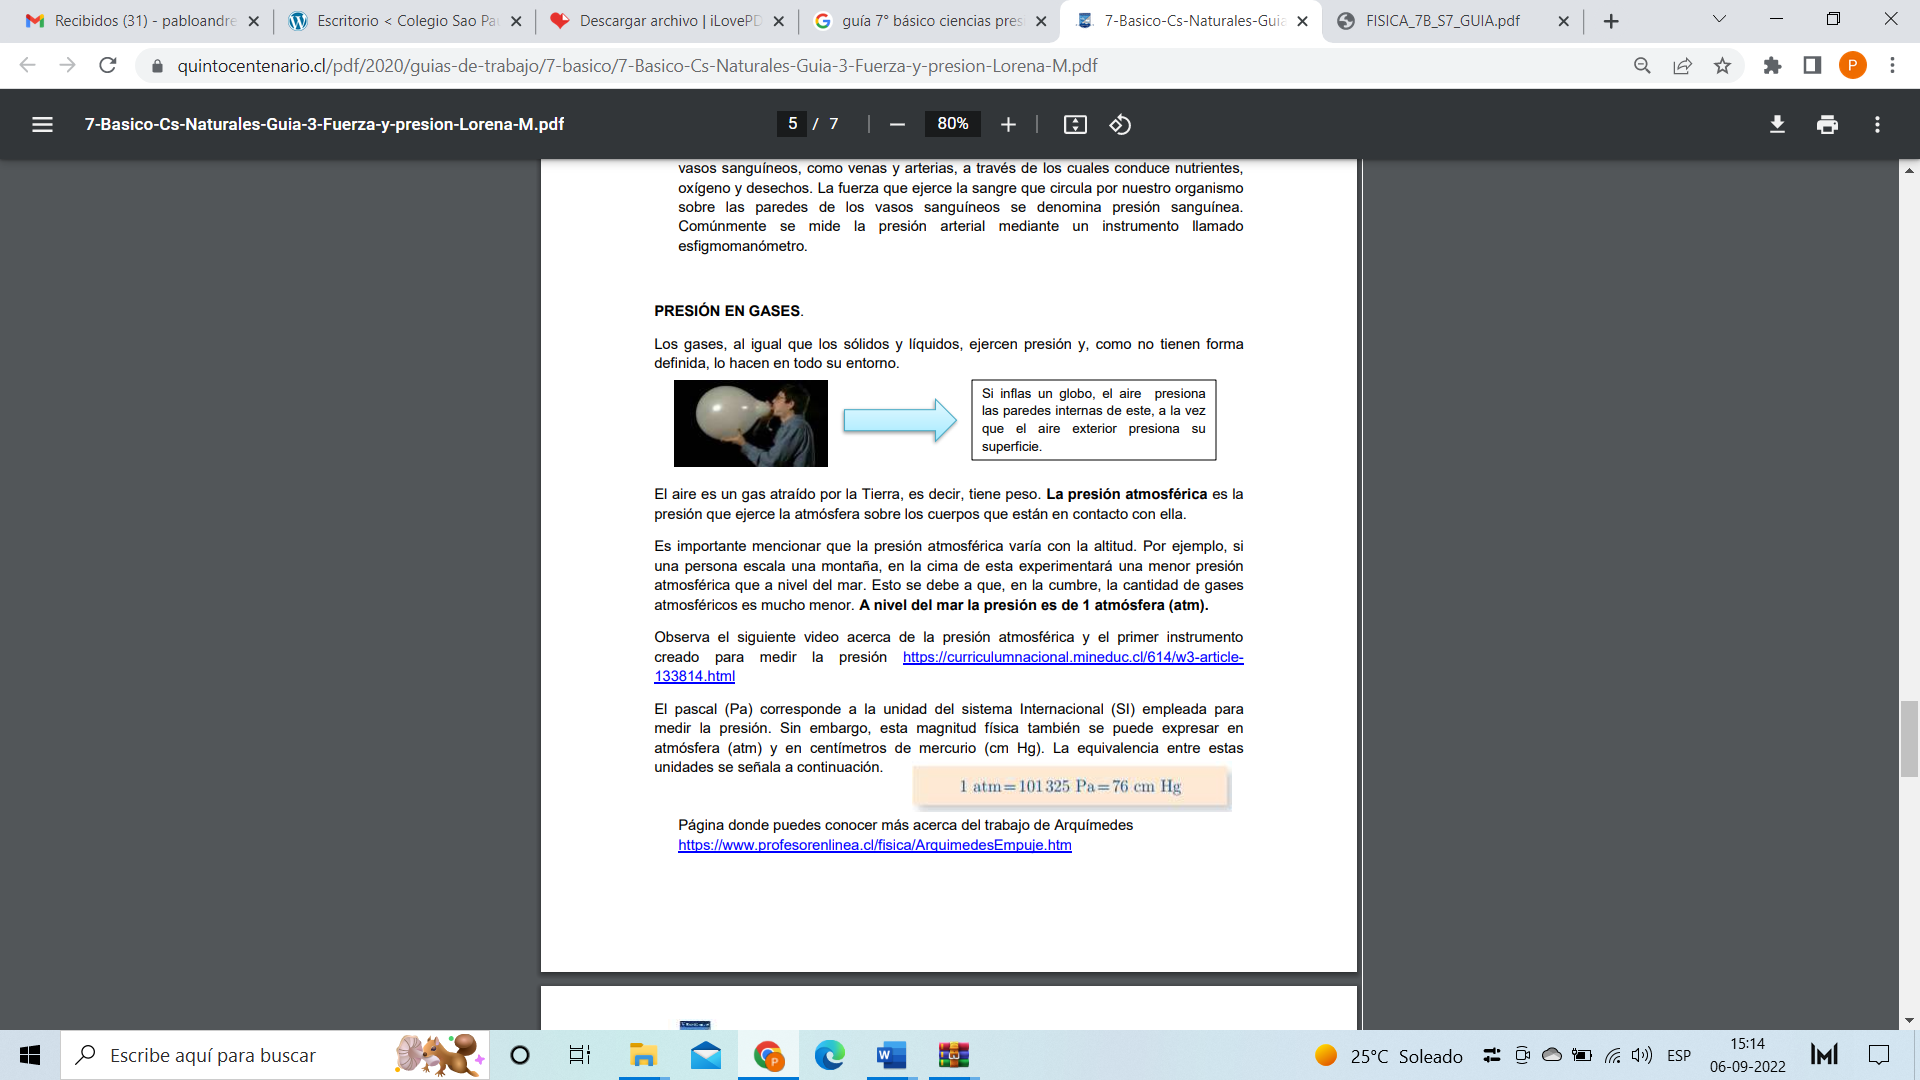 Recibidos (31) - pabloandre
Escritorio < Colegio Sao Pau
Descargar archivo | iLovePD
guía 7° básico ciencias pres
7-Basico-Cs-Naturales-Guia
FISICA_7B_S7_GUIA.pdf
quintocentenario.cl/pdf/2020/guias-de-trabajo/7-basico/7-Basico-Cs-Naturales-Guia-3-Fuerza-y-presion-Lorena-M.pdf
P
7-Basico-Cs-Naturales-Guia-3-Fuerza-y-presion-Lorena-M.pdf
5 / 7
80%
vasos sanguíneos, como venas y arterias, a través de los cuales conduce nutrientes,
oxígeno y desechos. La fuerza que ejerce la sangre que circula por nuestro organismo
sobre las paredes de los vasos sanguíneos se denomina presión sanguínea.
Comúnmente se mide la presión arterial mediante un instrumento llamado
esfigmomanómetro.
PRESIÓN EN GASES.
Los gases, al igual que los sólidos y líquidos, ejercen presión y, como no tienen forma
definida, lo hacen en todo su entorno.
Si inflas un globo, el aire presiona
las paredes internas de este, a la vez
que el aire exterior presiona su
superficie.
El aire es un gas atraído por la Tierra, es decir, tiene peso. La presión atmosférica es la
presión que ejerce la atmósfera sobre los cuerpos que están en contacto con ella.
Es importante mencionar que la presión atmosférica varía con la altitud. Por ejemplo, si
una persona escala una montaña, en la cima de esta experimentará una menor presión
atmosférica que a nivel del mar. Esto se debe a que, en la cumbre, la cantidad de gases
atmosféricos es mucho menor. A nivel del mar la presión es de 1 atmósfera (atm).
Observa el siguiente video acerca de la presión atmosférica y el primer instrumento
creado para medir la presión https://curriculumnacional.mineduc.cl/614/w3-article-
133814.html
El pascal (Pa) corresponde a la unidad del sistema Internacional (SI) empleada para
medir la presión. Sin embargo, esta magnitud física también se puede expresar en
atmósfera (atm) y en centímetros de mercurio (cm Hg). La equivalencia entre estas
unidades se señala a continuación.
1 atm=101 325 Pa=76 cm Hg
Página donde puedes conocer más acerca del trabajo de Arquímedes
https://www.profesorenlinea.cl/fisica/ArquimedesEmpuje.htm
Escribe aquí para buscar
P
W
25°C Soleado
ESP
15:14
06-09-2022